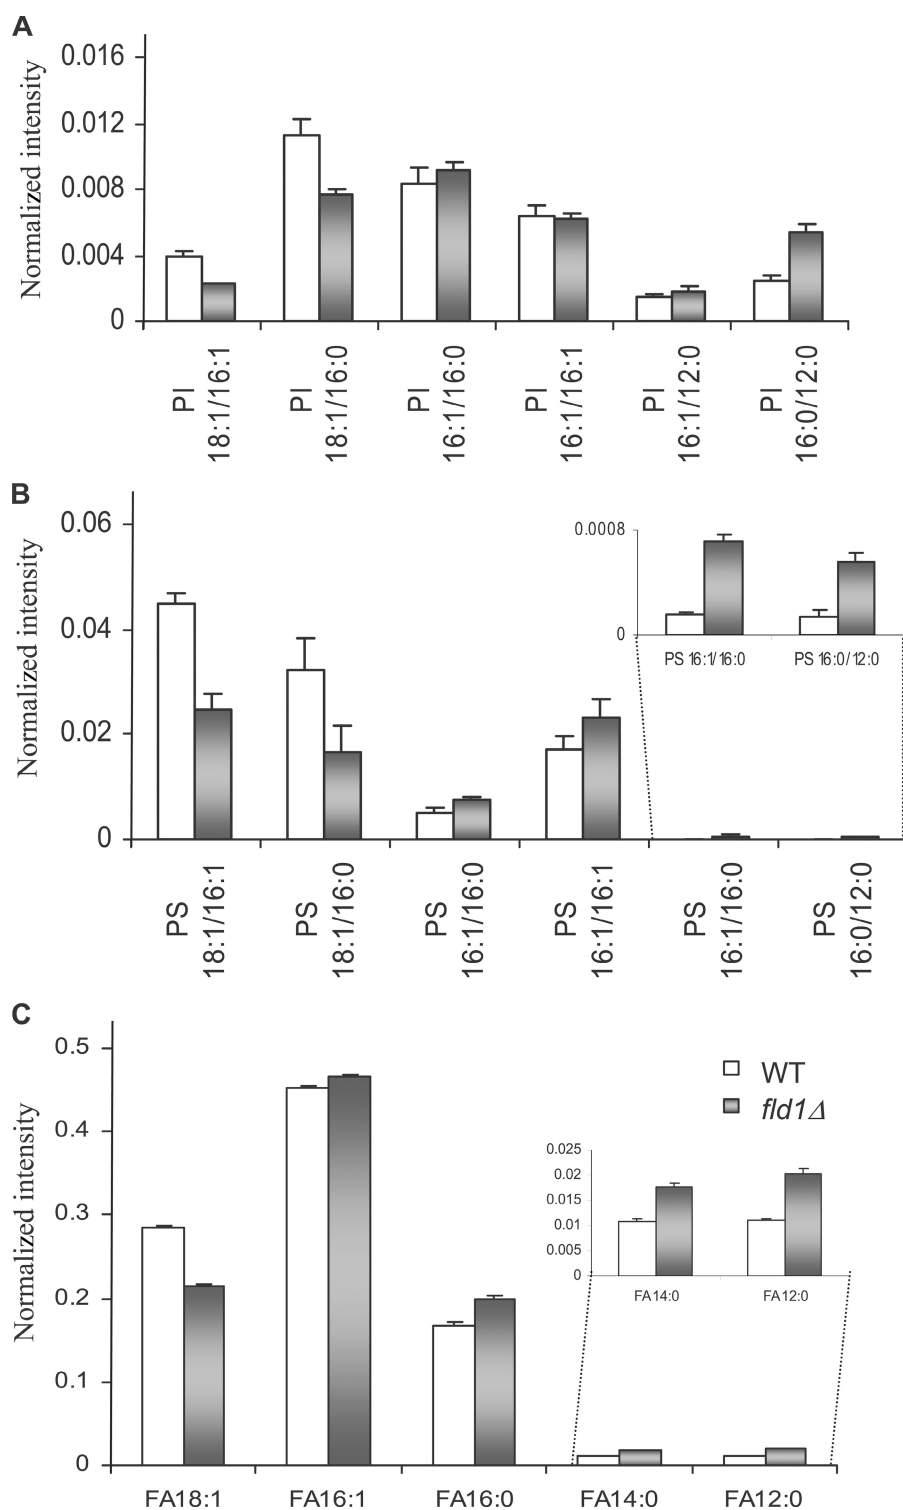 A
Normalized intensity
0.016
0.012
0.008
0.004
0
PI
18:1/16:1
PI
18:1/16:0
PI
16:1/16:0
PI
16:1/16:1
PI
16:1/12:0
PI
16:0/12:0
B
Normalized intensity
0.06
0.04
0.02
0
0.0008
0
PS 16:1/16:0
PS 16:0/12:0
PS
18:1/16:1
PS
18:1/16:0
PS
16:1/16:0
PS
16:1/16:1
PS
16:1/16:0
PS
16:0/12:0
C
Normalized intensity
0.5
0.4
0.3
0.2
0.1
0
WT
fld1Δ
0.025
0.02
0.015
0.01
0.005
0
FA14:0
FA12:0
FA18:1
FA16:1
FA16:0
FA14:0
FA12:0